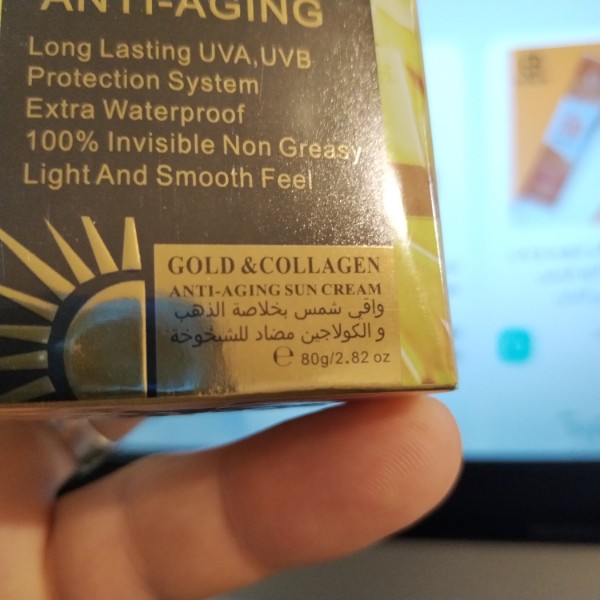 ANTI-AGING
Long Lasting UVA,UVB
Protection System
Extra Waterproof
100% Invisible Non Greasy
Light And Smooth Feel
GOLD &COLLAGEN
ANTI-AGING SUN CREAM
واقي شمس بخلاصة الذهب
و الكولاجين مضاد للشيخوخة
℮ 80g/2.82 oz